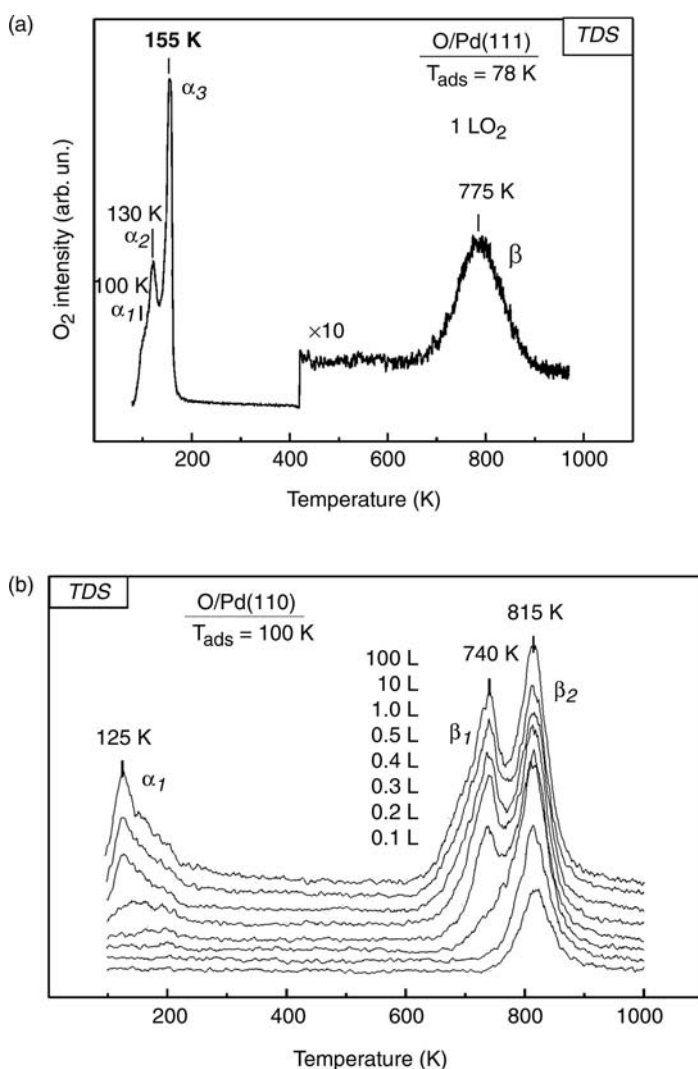 (a)
155 K
TDS
α3
O/Pd(111)
Tads = 78 K
1 LO2
130 K
α2
775 K
100 K
α1
β
×10
O2 intensity (arb. un.)
200 400 600 800 1000
Temperature (K)
(b)
TDS
O/Pd(110)
Tads = 100 K
815 K
100 L
740 K
10 L
β2
1.0 L
β1
0.5 L
125 K
0.4 L
α1
0.3 L
0.2 L
0.1 L
200 400 600 800 1000
Temperature (K)